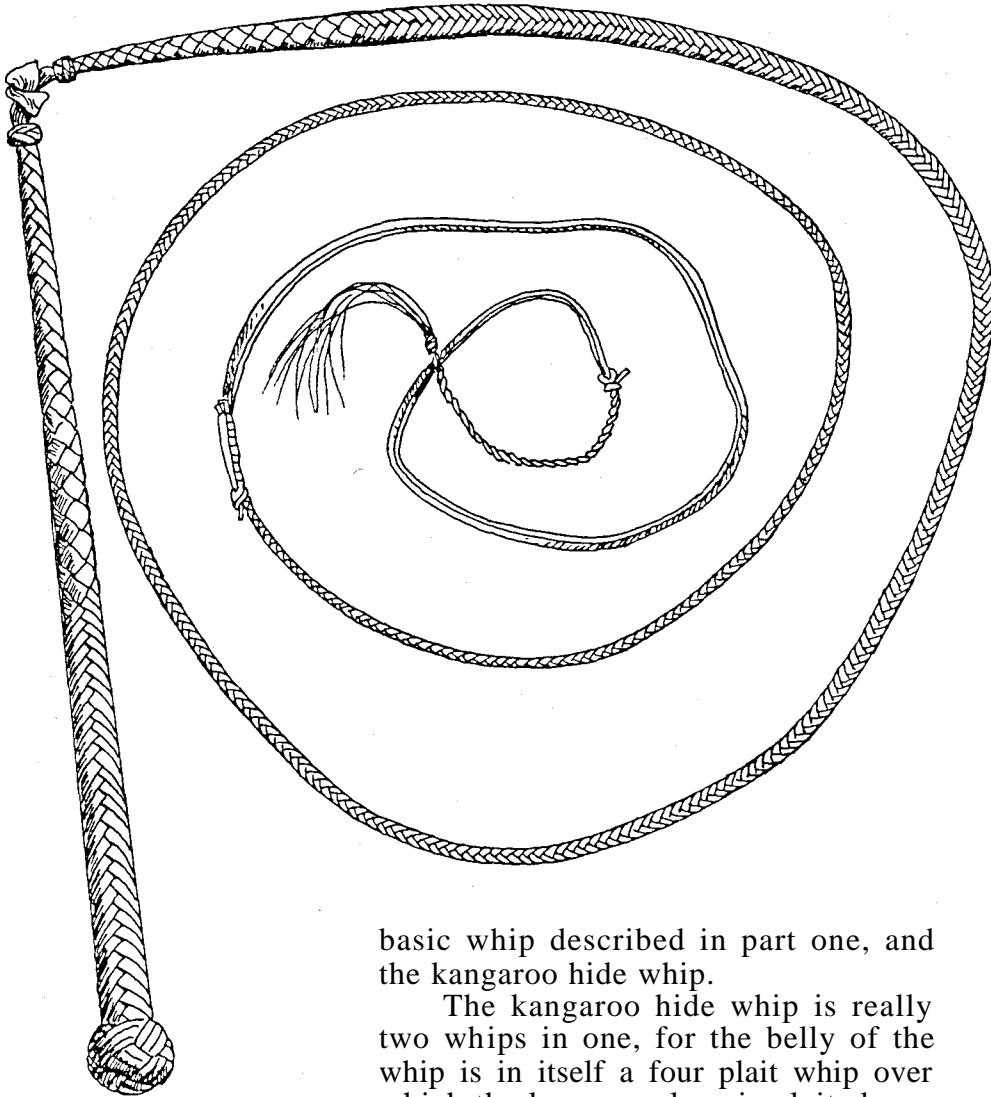 basic whip described in part one, and
the kangaroo hide whip.
The kangaroo hide whip is really
two whips in one, for the belly of the
whip is in itself a four plait whip over